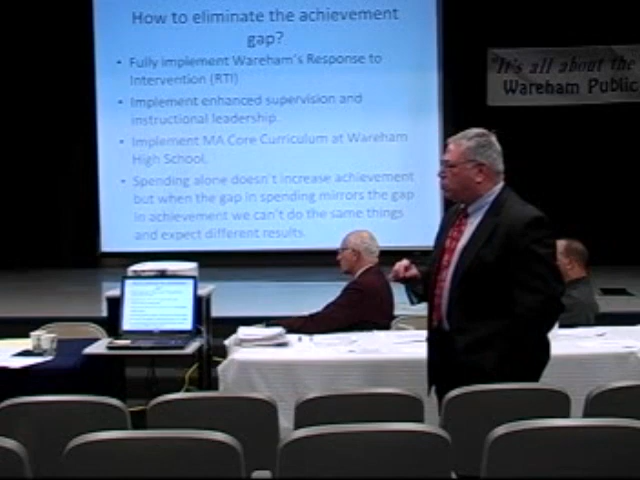 How to eliminate the achievement
gap?
• Fully implement Wareham's Response to
Intervention (RTI)
• Implement enhanced supervision and
instructional leadership.
• Implement MA Core Curriculum at Wareham
High School.
• Spending alone doesn't increase achievement
but when the gap in spending mirrors the gap
in achievement we can't do the same things
and expect different results.
"It's all about the
Wareham Public